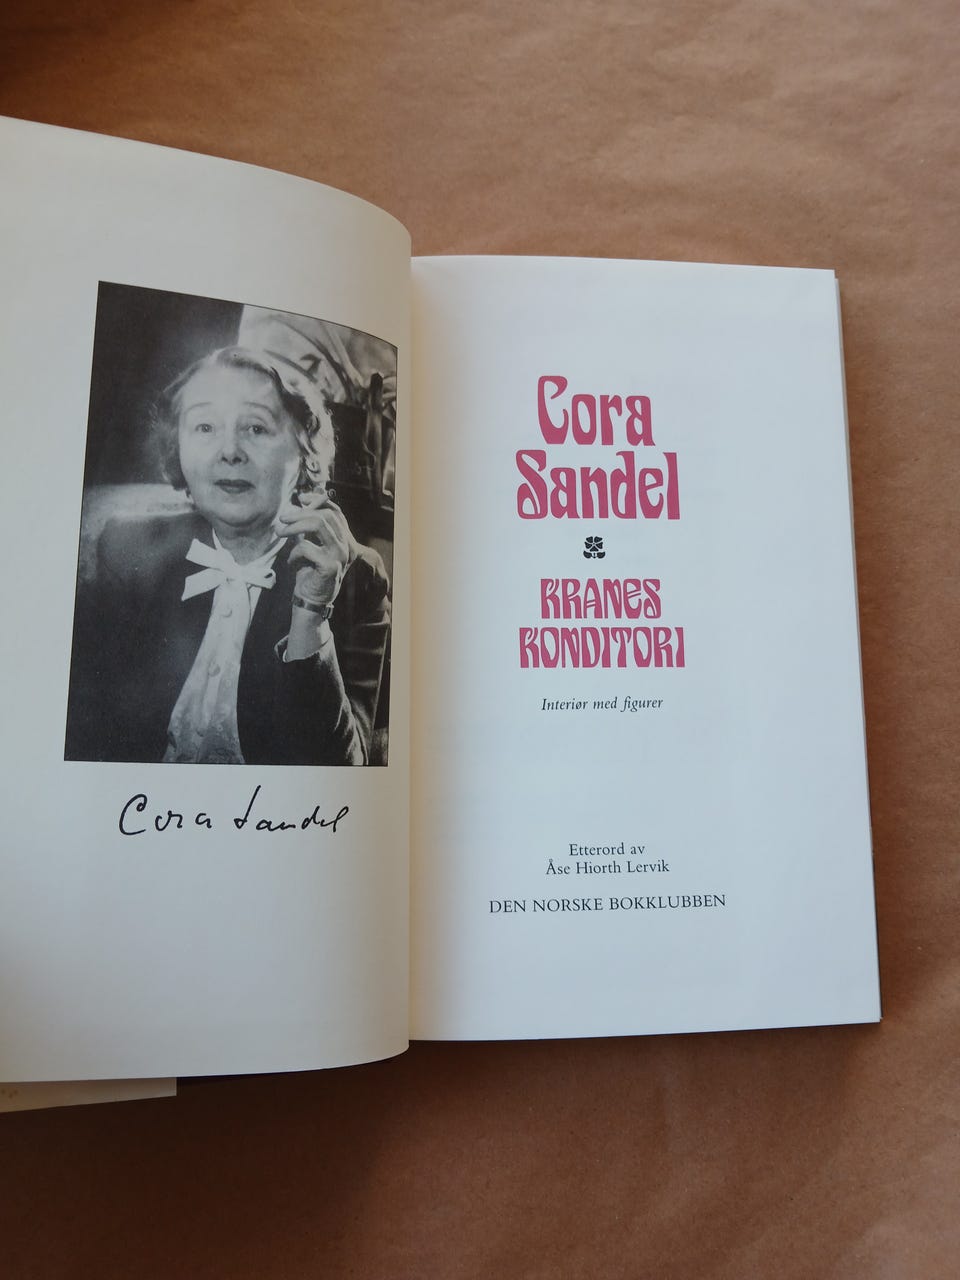 Cora Sandel
Cora
Sandel
KRANES
KONDITORI
Interiør med figurer
Etterord av
Åse Hiorth Lervik
DEN NORSKE BOKKLUBBEN